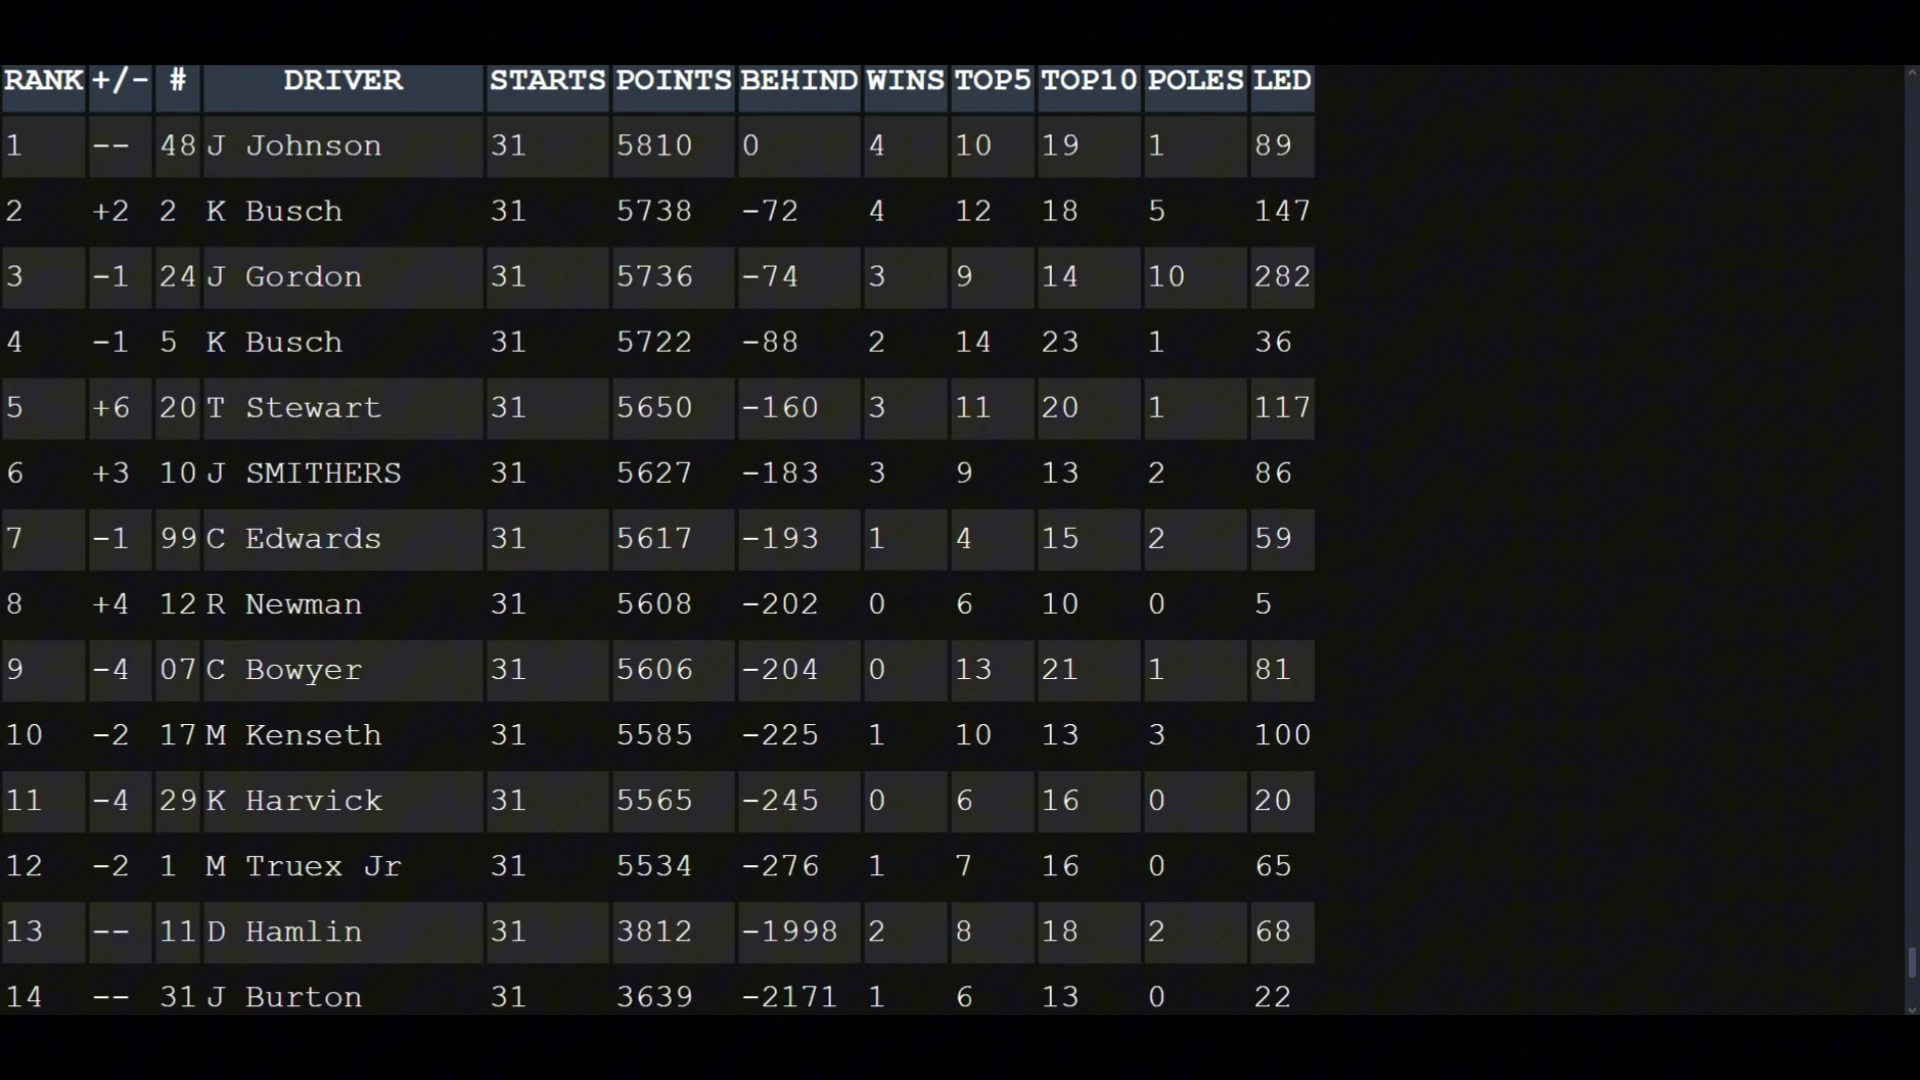 RANK +/- # DRIVER STARTS POINTS BEHIND WINS TOP5 TOP10 POLES LED
1 -- 48 J Johnson 31 5810 0 4 10 19 1 89
2 +2 2 K Busch 31 5738 -72 4 12 18 5 147
3 -1 24 J Gordon 31 5736 -74 3 9 14 10 282
4 -1 5 K Busch 31 5722 -88 2 14 23 1 36
5 +6 20 T Stewart 31 5650 -160 3 11 20 1 117
6 +3 10 J SMITHERS 31 5627 -183 3 9 13 2 86
7 -1 99 C Edwards 31 5617 -193 1 4 15 2 59
8 +4 12 R Newman 31 5608 -202 0 6 10 0 5
9 -4 07 C Bowyer 31 5606 -204 0 13 21 1 81
10 -2 17 M Kenseth 31 5585 -225 1 10 13 3 100
11 -4 29 K Harvick 31 5565 -245 0 6 16 0 20
12 -2 1 M Truex Jr 31 5534 -276 1 7 16 0 65
13 -- 11 D Hamlin 31 3812 -1998 2 8 18 2 68
14 -- 31 J Burton 31 3639 -2171 1 6 13 0 22